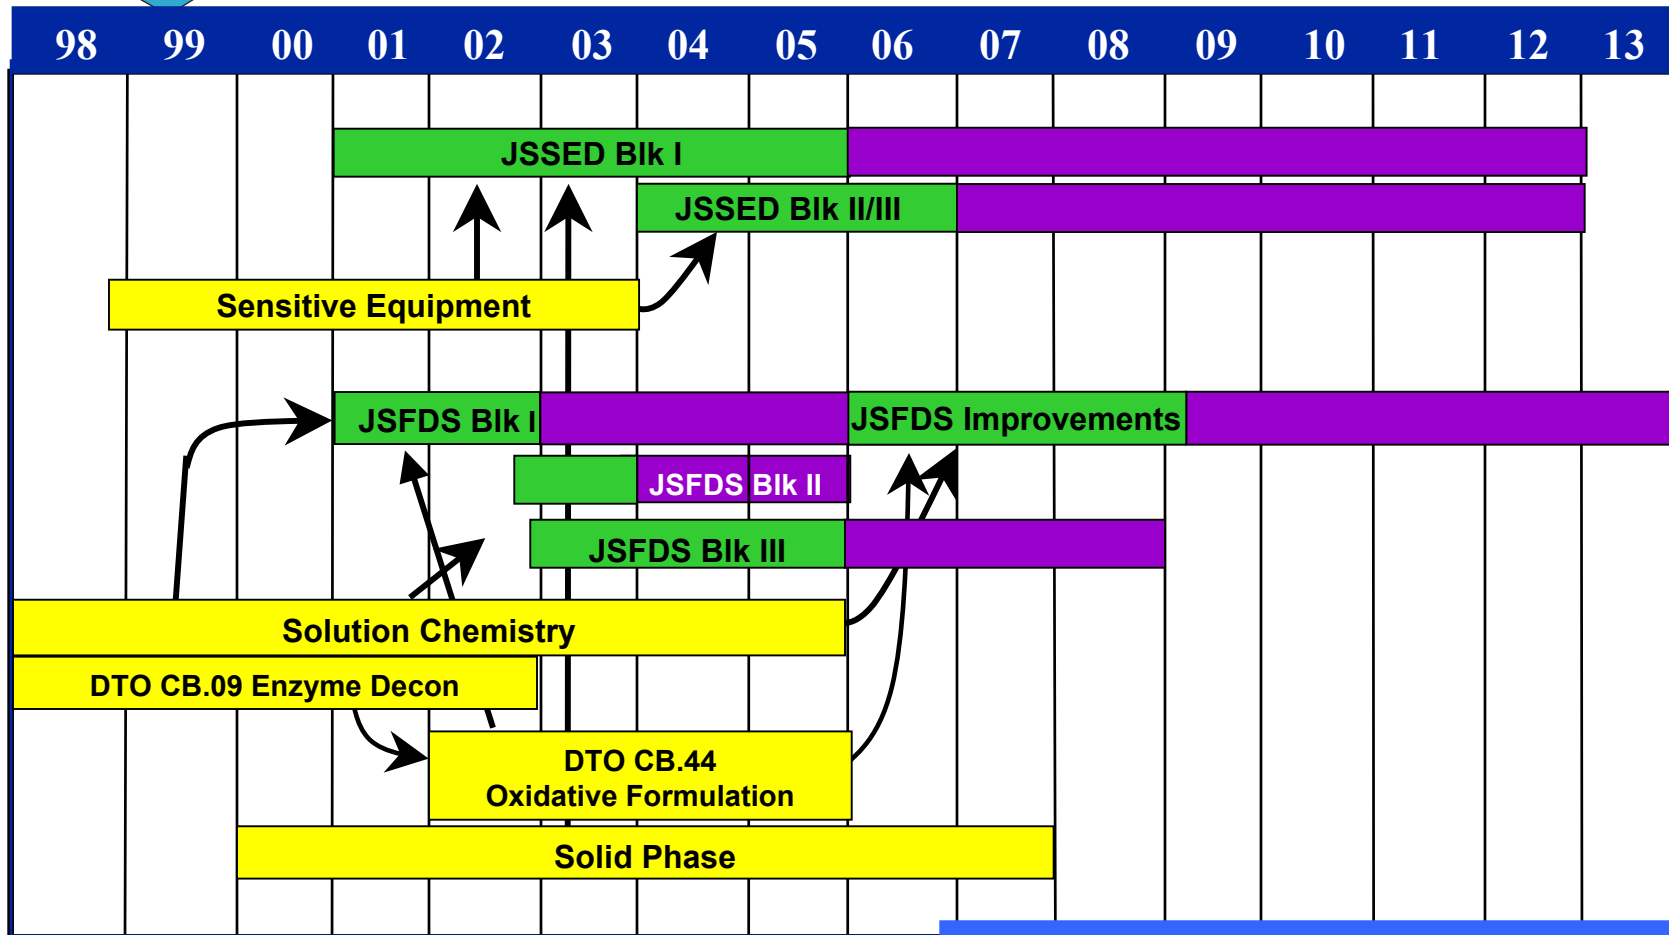 98 99 00 01 02 03 04 05 06 07 08 09 10 11 12 13
JSSED Blk I
JSSED Blk II/III
Sensitive Equipment
JSFDS Blk I
JSFDS Improvements
JSFDS Blk II
JSFDS Blk III
Solution Chemistry
DTO CB.09 Enzyme Decon
DTO CB.44
Oxidative Formulation
Solid Phase